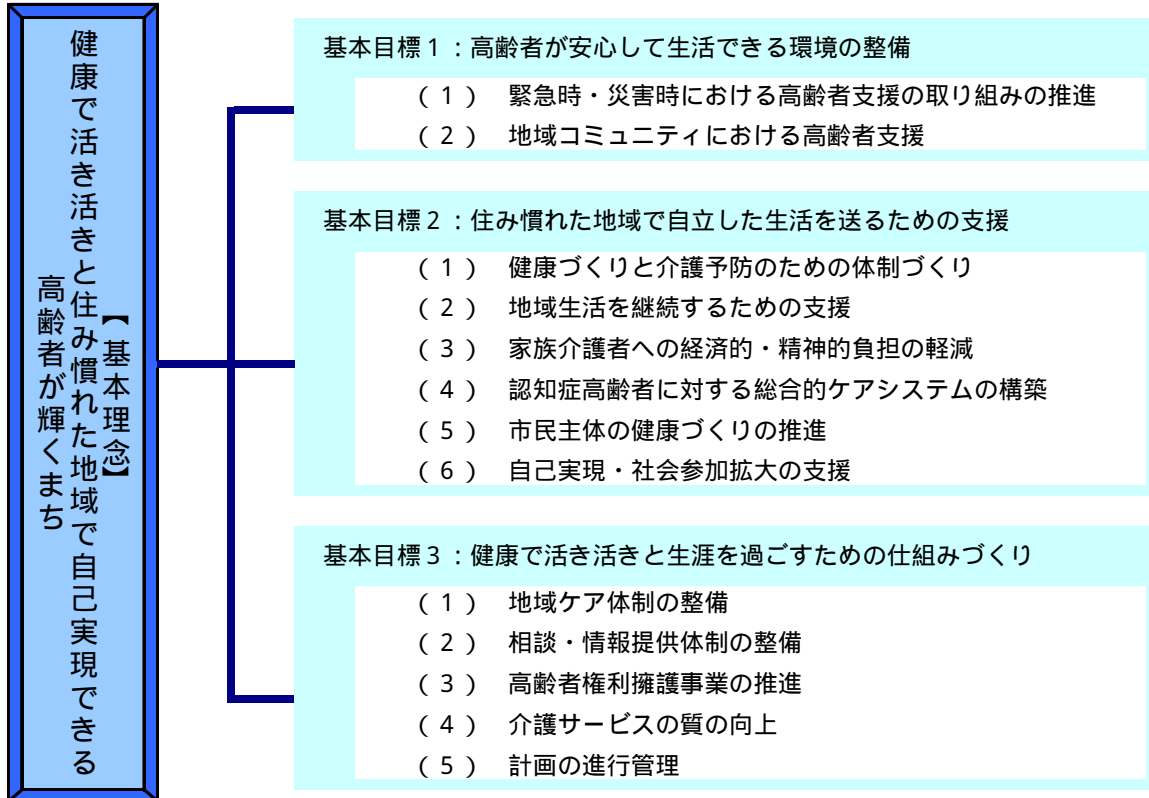 【基本理念】
健康で活き活きと住み慣れた地域で自己実現できる
高齢者が輝くまち
基本目標1：高齢者が安心して生活できる環境の整備
(1) 緊急時・災害時における高齢者支援の取り組みの推進
(2) 地域コミュニティにおける高齢者支援
基本目標2：住み慣れた地域で自立した生活を送るための支援
(1) 健康づくりと介護予防のための体制づくり
(2) 地域生活を継続するための支援
(3) 家族介護者への経済的・精神的負担の軽減
(4) 認知症高齢者に対する総合的ケアシステムの構築
(5) 市民主体の健康づくりの推進
(6) 自己実現・社会参加拡大の支援
基本目標3：健康で活き活きと生涯を過ごすための仕組みづくり
(1) 地域ケア体制の整備
(2) 相談・情報提供体制の整備
(3) 高齢者権利擁護事業の推進
(4) 介護サービスの質の向上
(5) 計画の進行管理